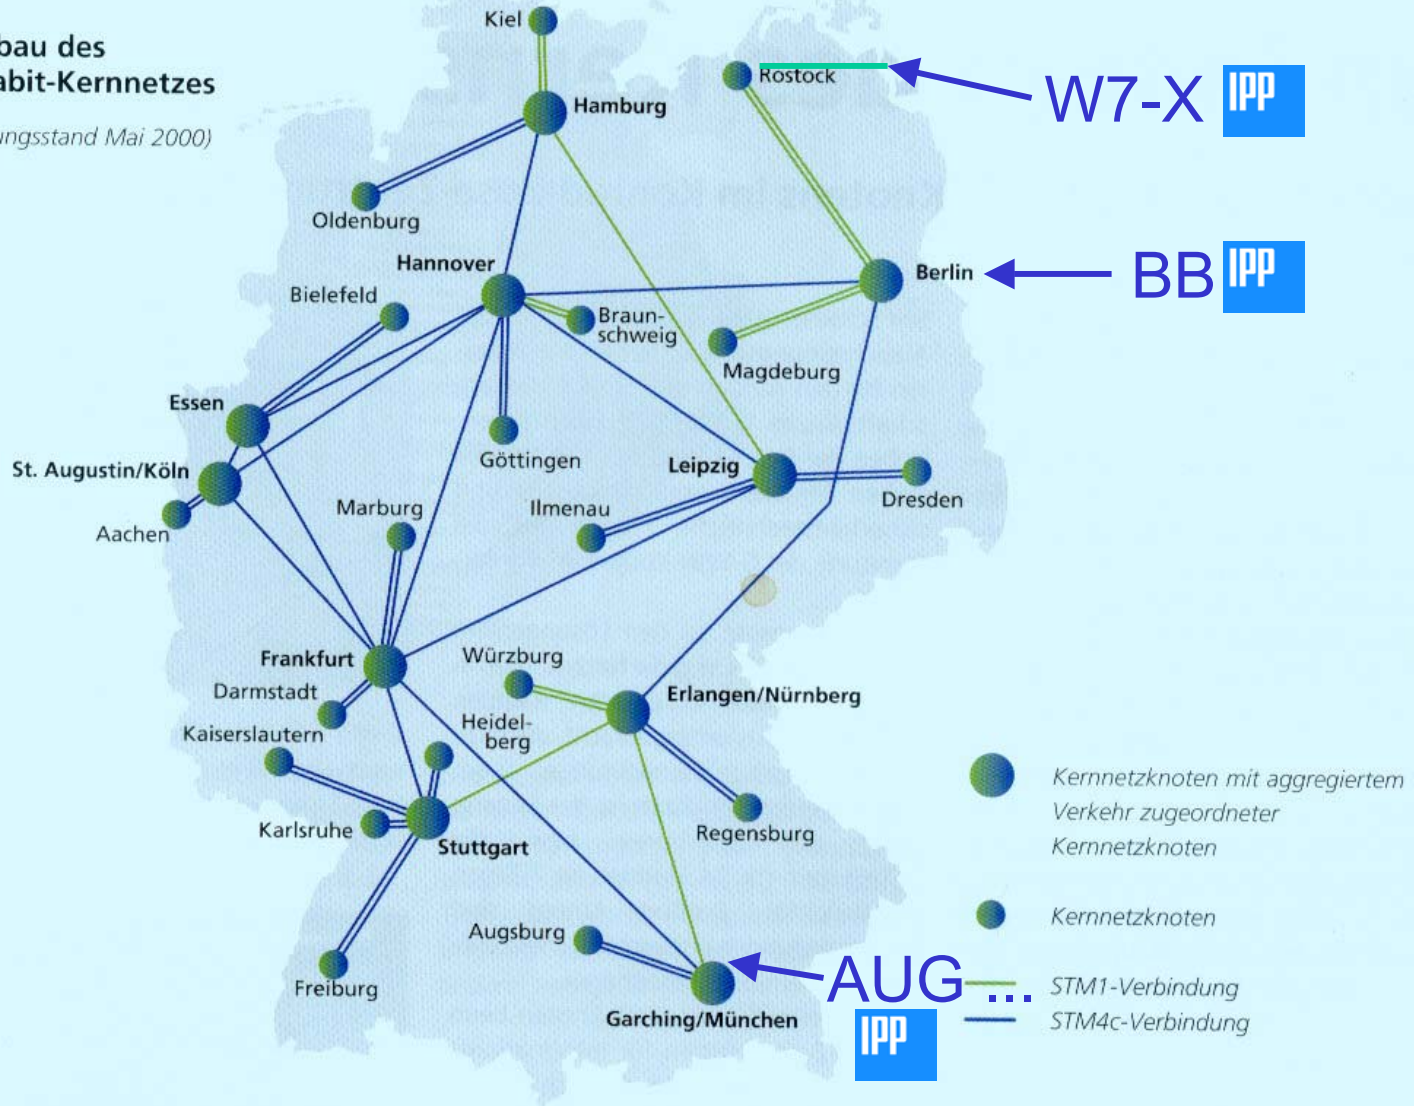 bau des
abit-Kernnetzes
ungsstand Mai 2000)
Kiel
Rostock
W7-X
IPP
Hamburg
Oldenburg
Hannover
Berlin
BB
IPP
Bielefeld
Braun-
schweig
Magdeburg
Essen
Göttingen
Leipzig
St. Augustin/Köln
Marburg
Ilmenau
Dresden
Aachen
Frankfurt
Würzburg
Darmstadt
Erlangen/Nürnberg
Kaiserslautern
Heidel-
berg
Karlsruhe
Stuttgart
Regensburg
Kernnetzknoten mit aggregiertem
Verkehr zugeordneter
Kernnetzknoten
Kernnetzknoten
Augsburg
Freiburg
AUG ...
IPP
Garching/München
STM1-Verbindung
STM4c-Verbindung